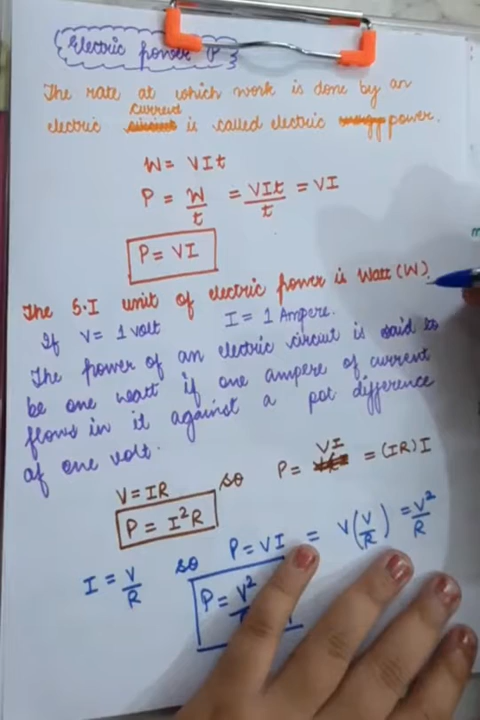 Electric power P
The rate at which work is done by an
current
electric is called electric power.
W = VIt
P = W/t = VIt/t = VI
P = VI
The S.I unit of electric power is Watt (W).
If V = 1 volt I = 1 Ampere.
The power of an electric circuit is said to
be one watt if one ampere of current
flows in it against a pot difference
of one volt.
V = IR so P = VI = (IR) I
P = I²R
I = V/R so P = VI = V(V/R) = V²/R
P = V²